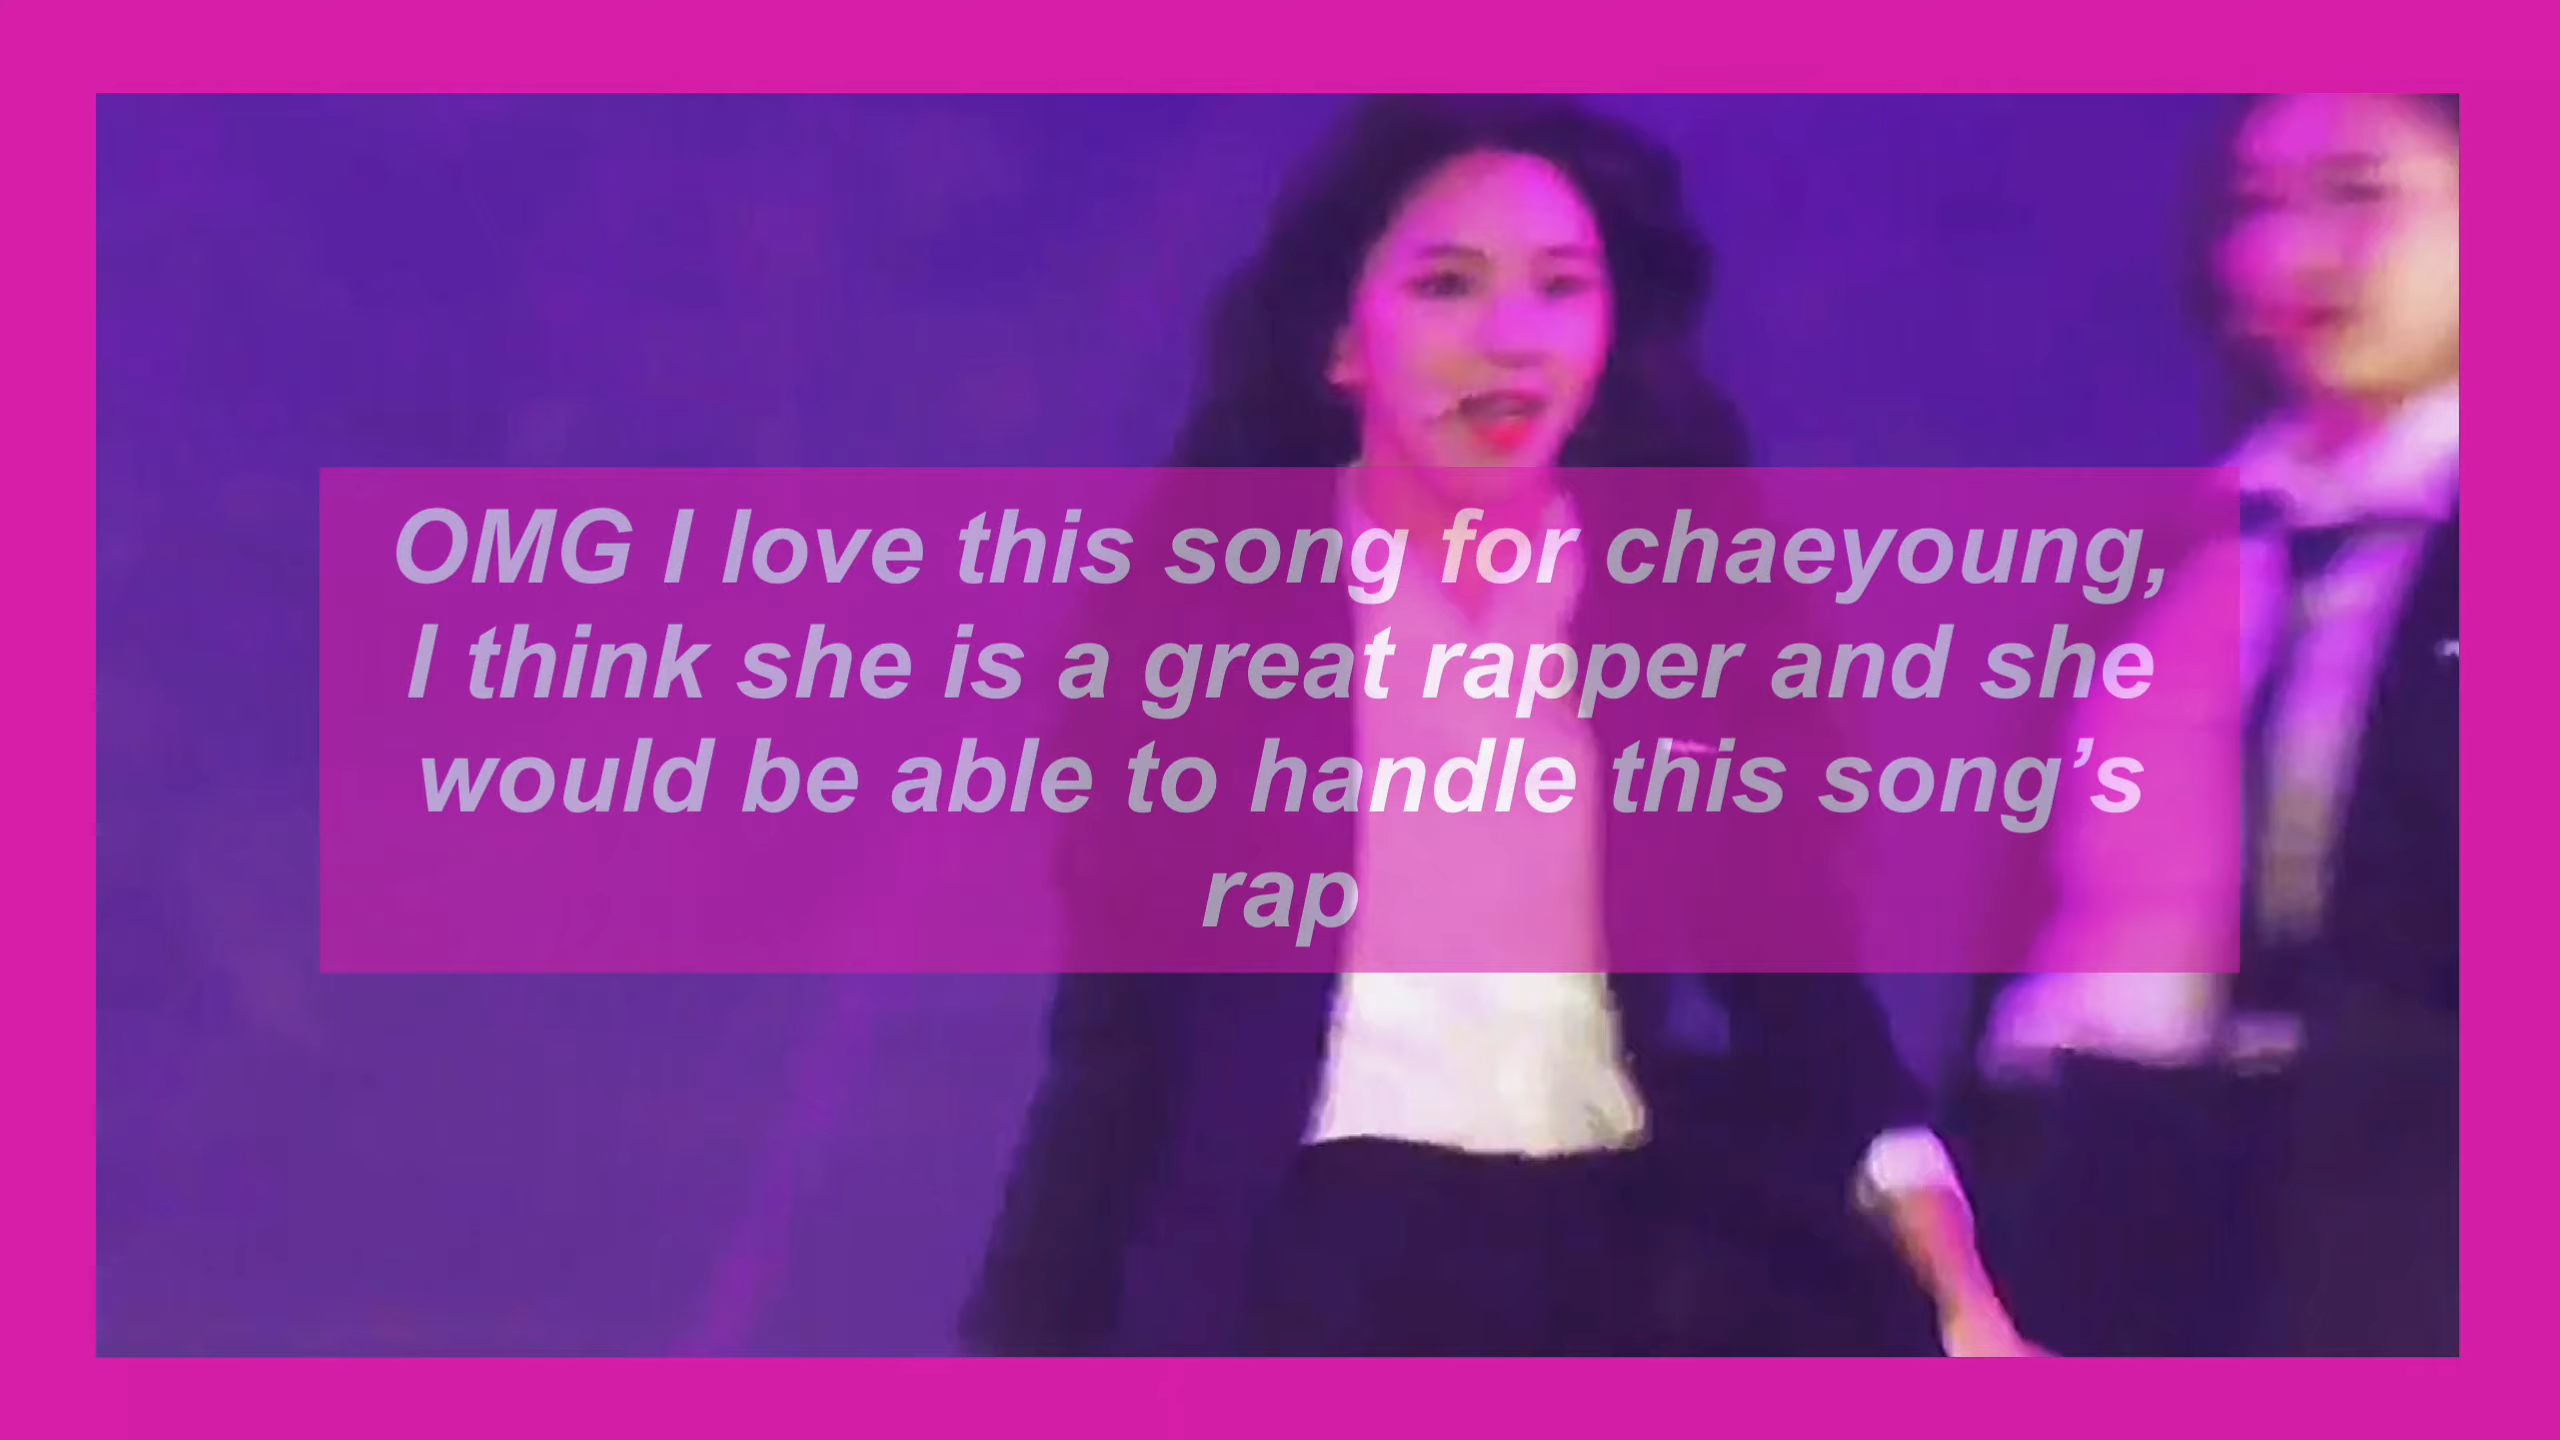 OMG I love this song for chaeyoung,
I think she is a great rapper and she
would be able to handle this song’s
rap